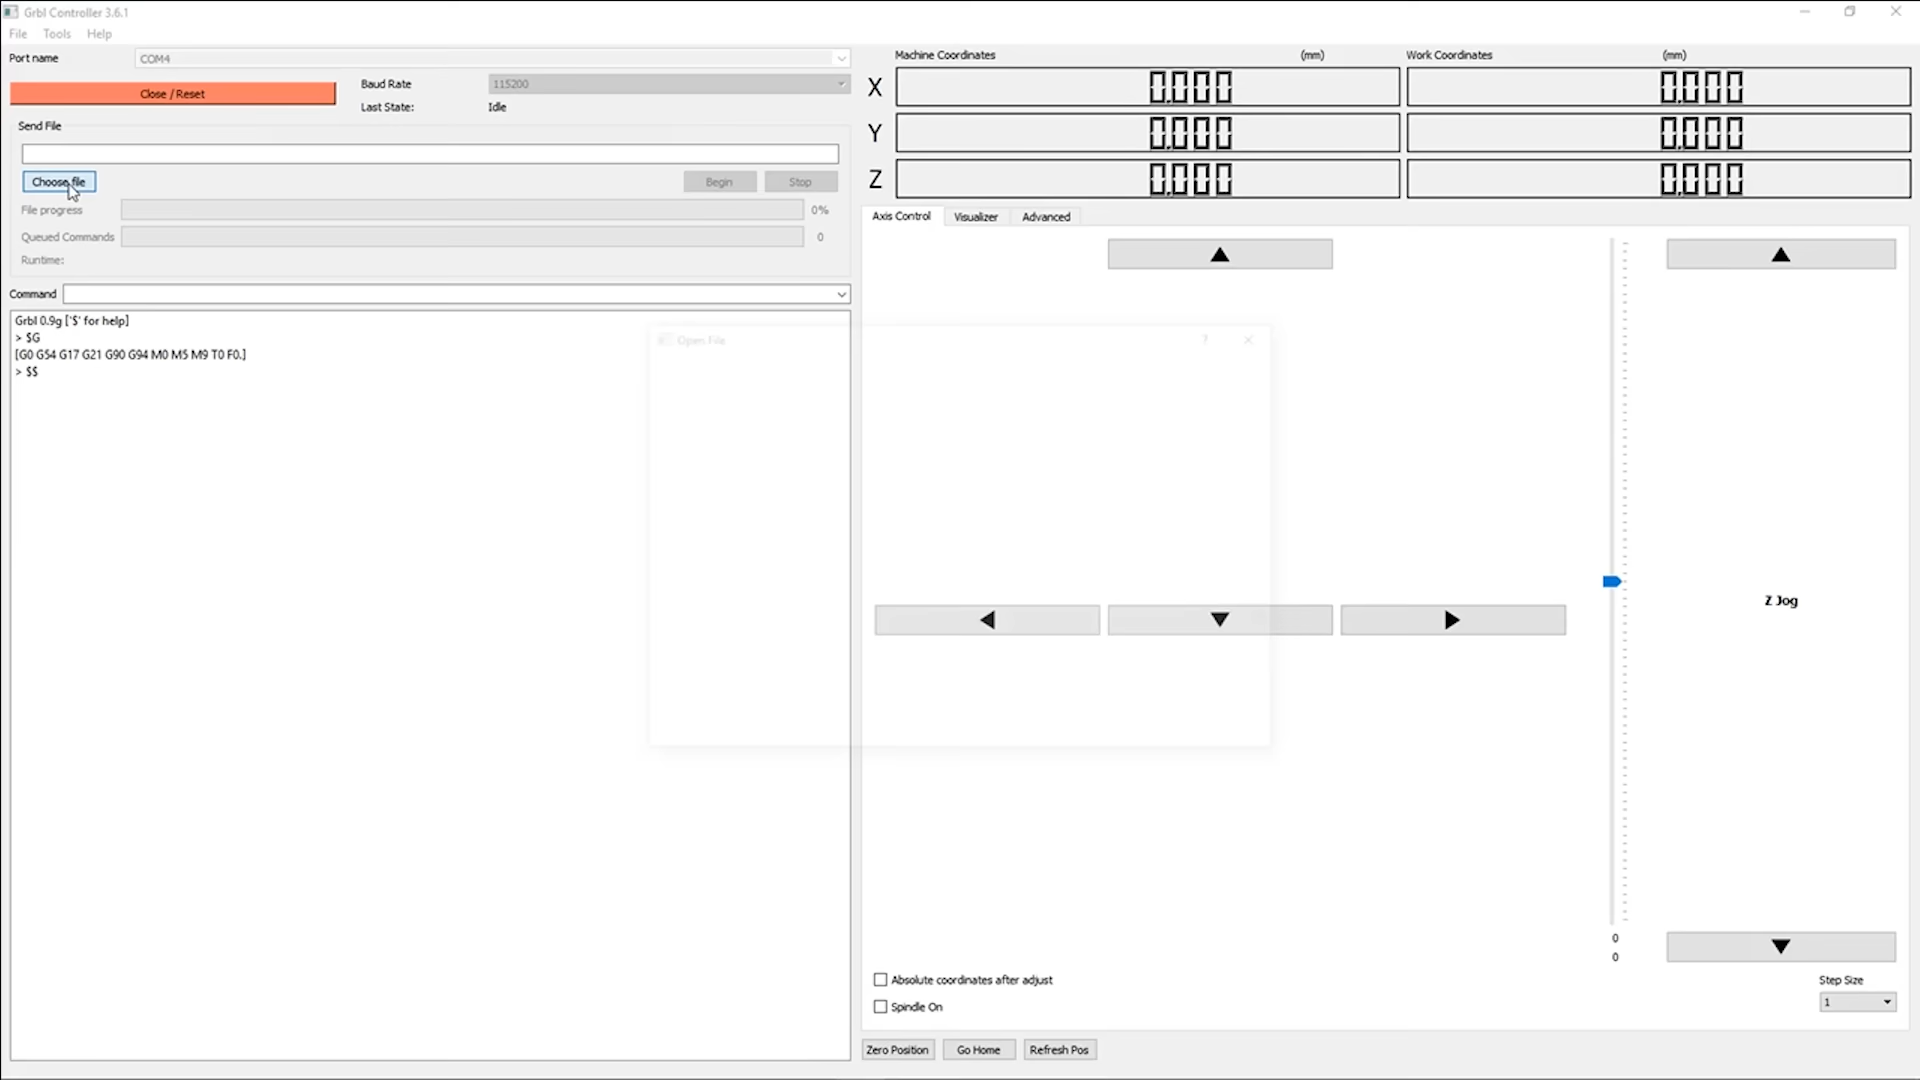 Grbl Controller 3.6.1
File Tools Help
Port name COM4
Close / Reset
Baud Rate 115200
Last State: Idle
Send File
Choose file
Begin Stop
File progress 0%
Queued Commands 0
Runtime:
Command
Grbl 0.9g ['$' for help]
> $G
[G0 G54 G17 G21 G90 G94 M0 M5 M9 T0 F0.]
> $$
Open File
?
Machine Coordinates (mm) Work Coordinates (mm)
X 0.000 0.000
Y 0.000 0.000
Z 0.000 0.000
Axis Control Visualizer Advanced
Z Jog
0
0
Absolute coordinates after adjust
Spindle On
Step Size
1
Zero Position Go Home Refresh Pos